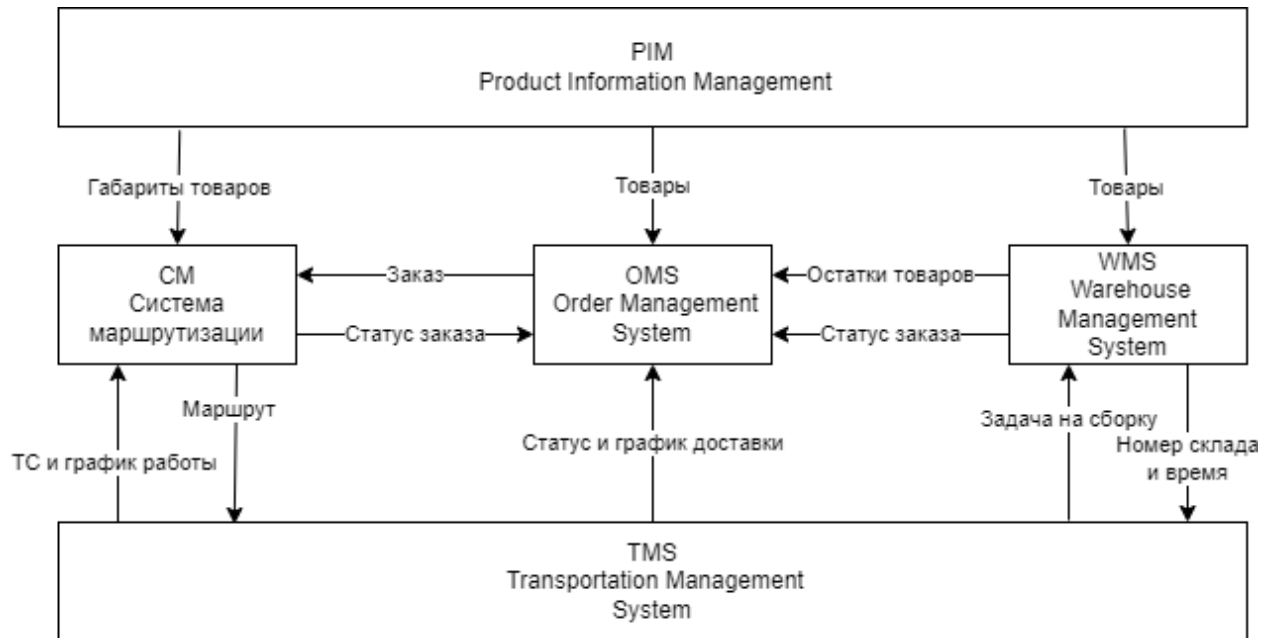 PIM
Product Information Management
Габариты товаров
Товары
Товары
СМ
Система
маршрутизации
Заказ
Статус заказа
OMS
Order Management
System
Остатки товаров
Статус заказа
WMS
Warehouse
Management
System
ТС и график работы
Маршрут
Статус и график доставки
Задача на сборку
Номер склада
и время
TMS
Transportation Management
System